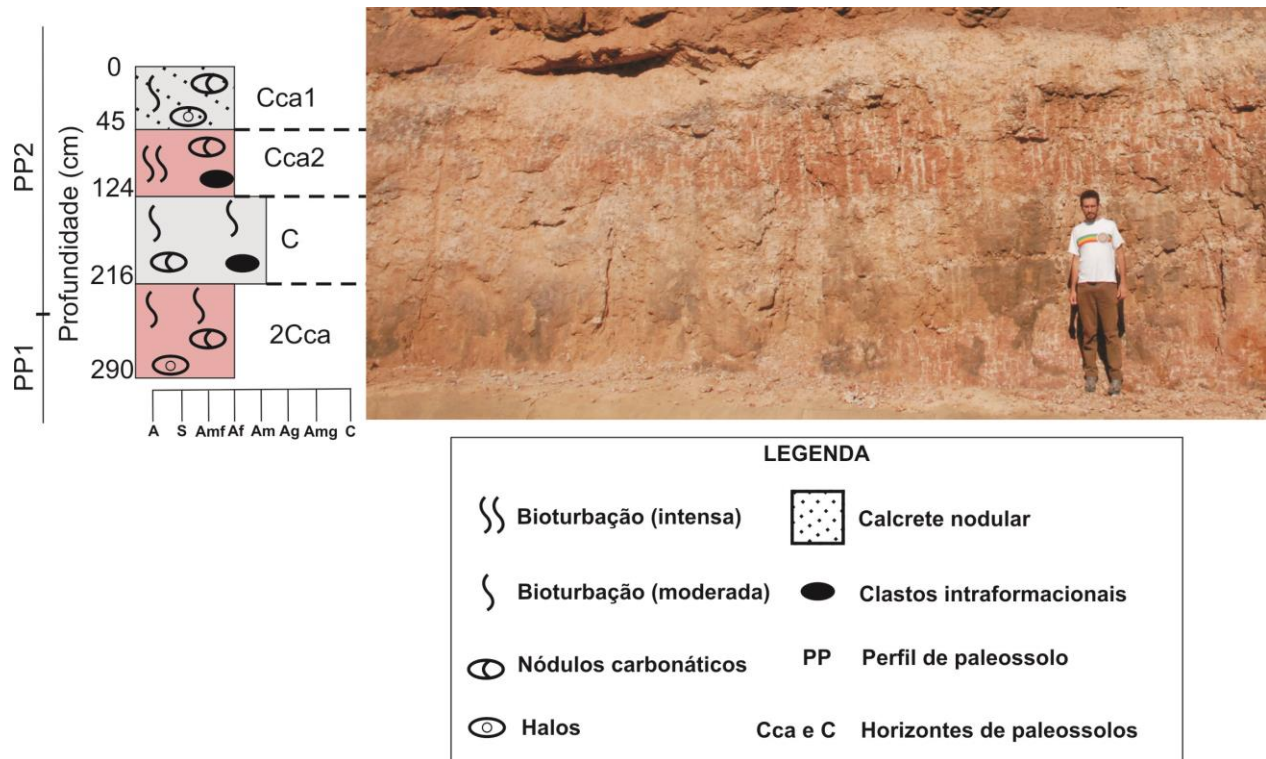 PP2
PP1
Profundidade (cm)
0
45
124
216
290
Cca1
Cca2
C
2Cca
A S Amf Af Am Ag Amg C
LEGENDA
Bioturbação (intensa)
Calcrete nodular
Bioturbação (moderada)
Clastos intraformacionais
Nódulos carbonáticos
PP Perfil de paleossolo
Halos
Cca e C Horizontes de paleossolos